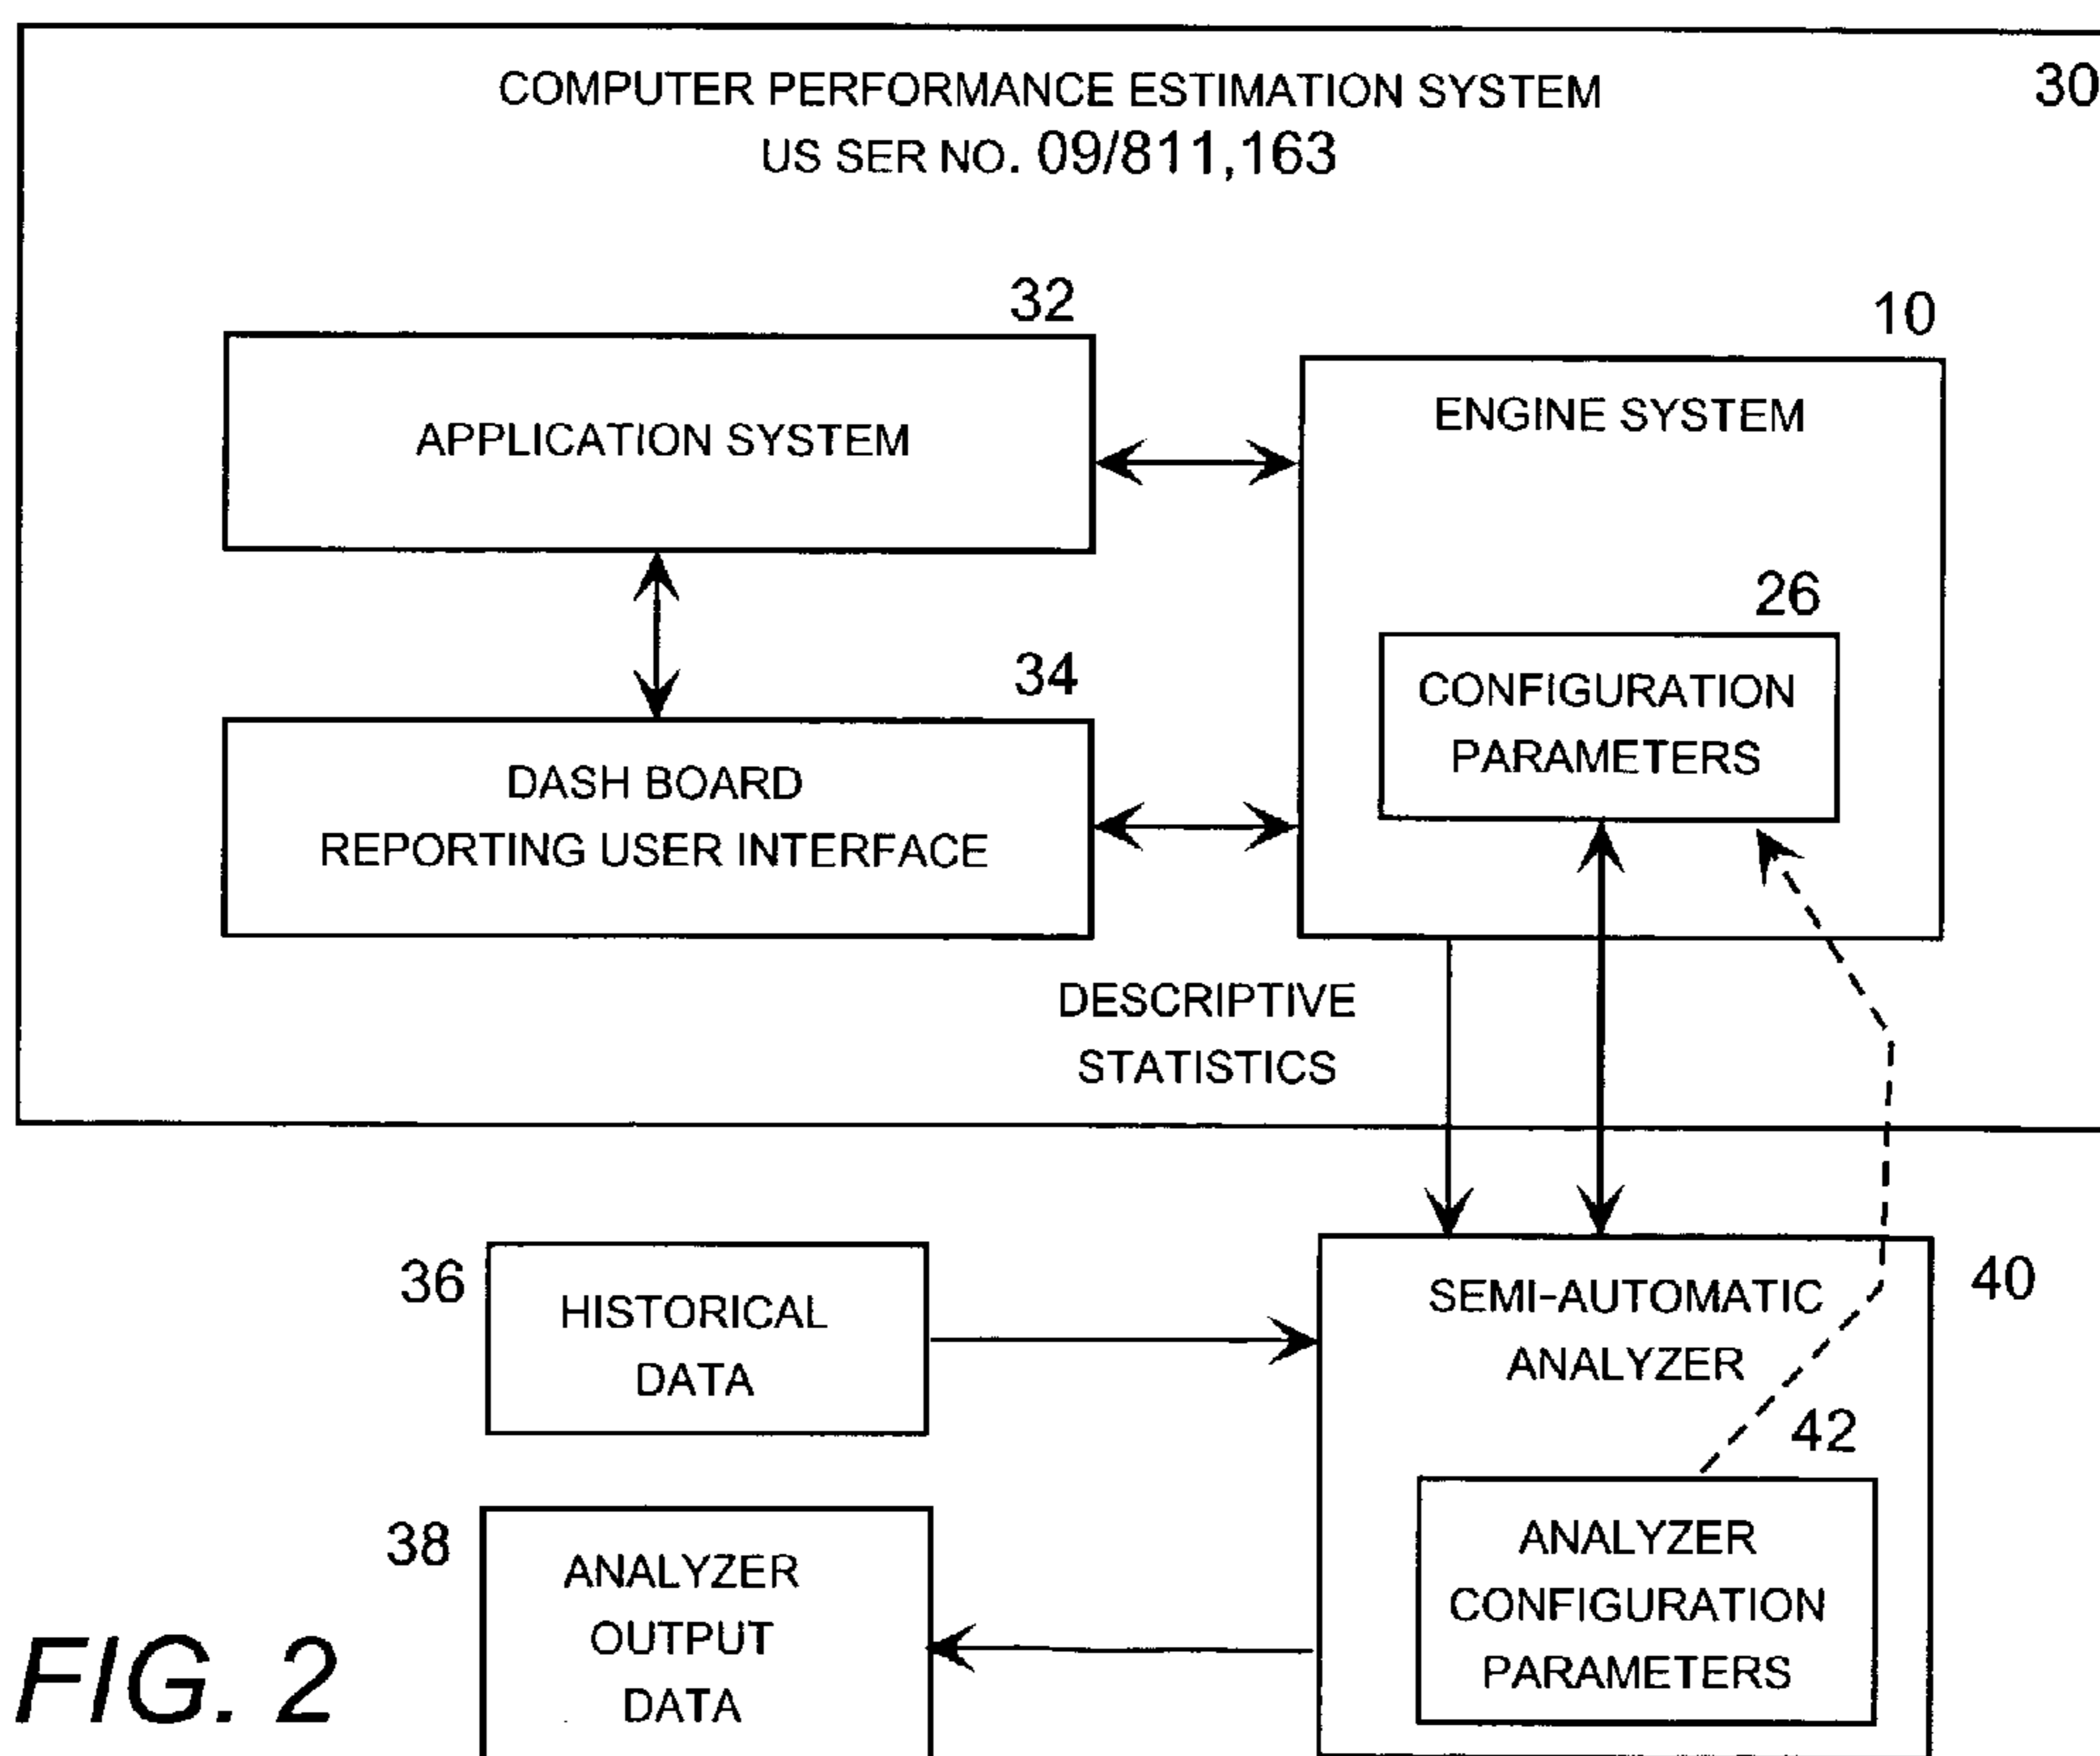 COMPUTER PERFORMANCE ESTIMATION SYSTEM
30
US SER NO. 09/811,163
32
10
APPLICATION SYSTEM
ENGINE SYSTEM
26
CONFIGURATION
PARAMETERS
34
DASH BOARD
REPORTING USER INTERFACE
DESCRIPTIVE
STATISTICS
36
HISTORICAL
DATA
SEMI-AUTOMATIC
ANALYZER
40
42
38
ANALYZER
OUTPUT
DATA
ANALYZER
CONFIGURATION
PARAMETERS
FIG. 2